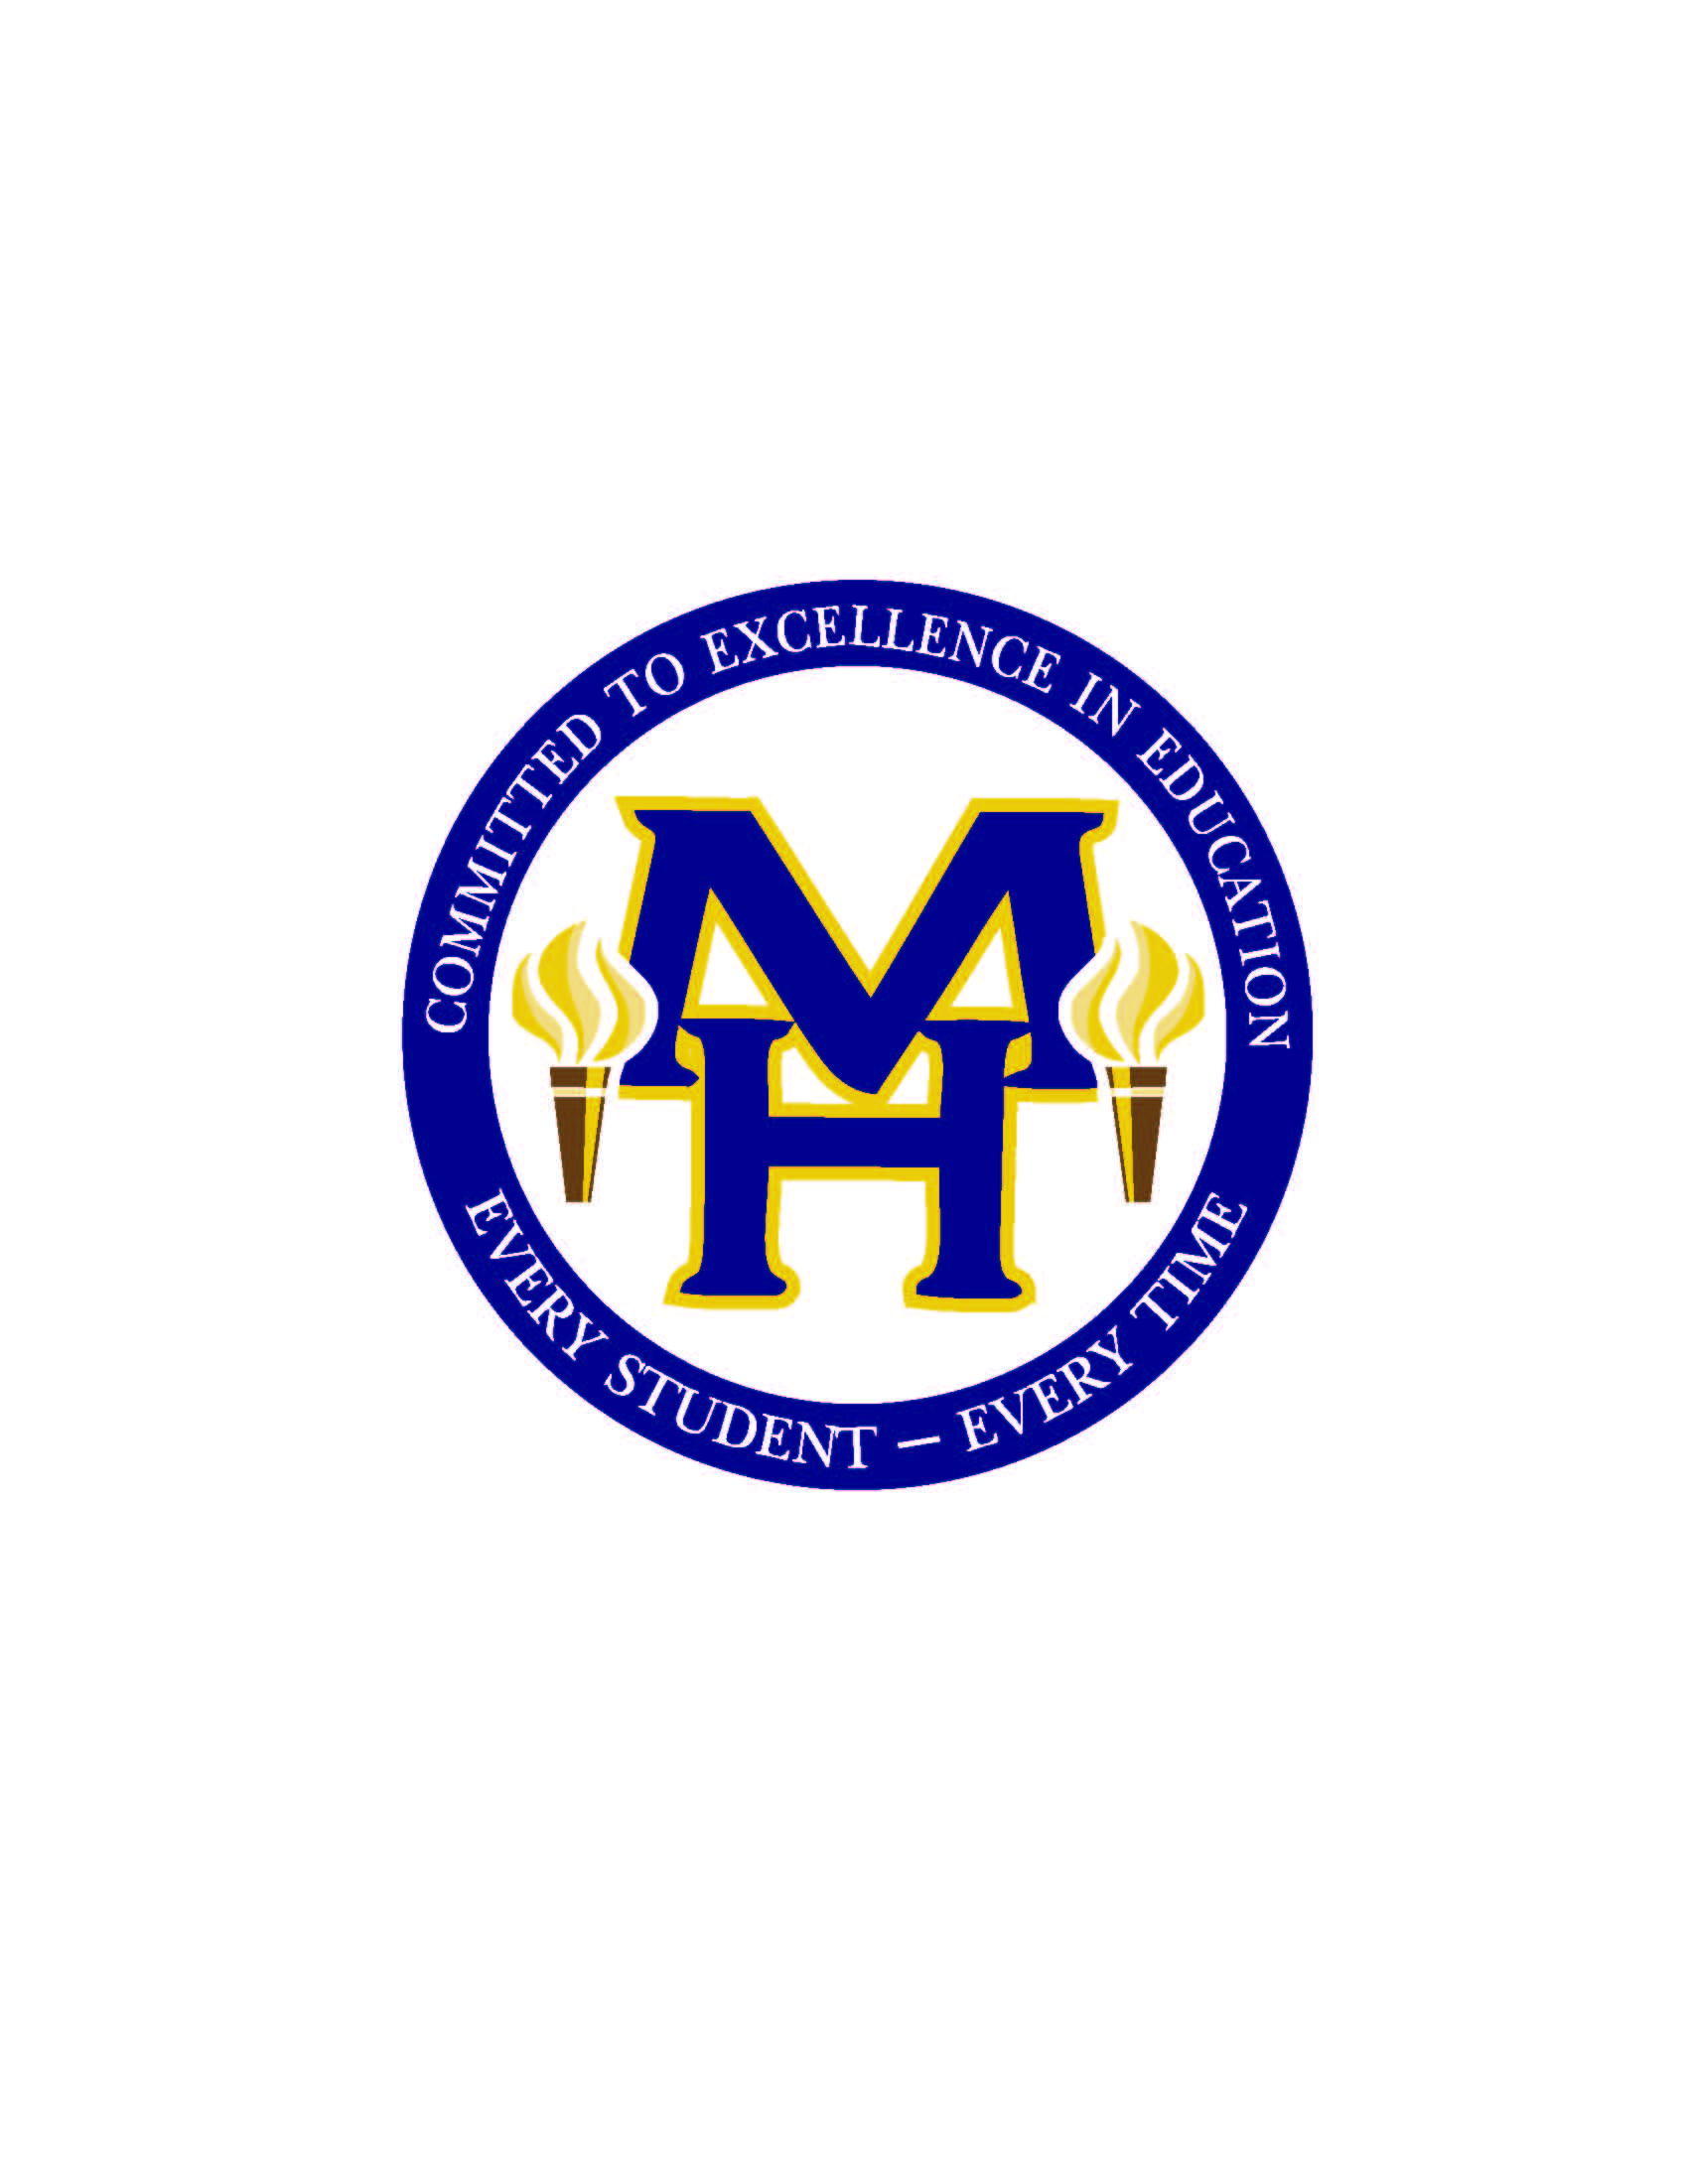 COMMITTED TO EXCELLENCE IN EDUCATION
MH
EVERY STUDENT – EVERY TIME